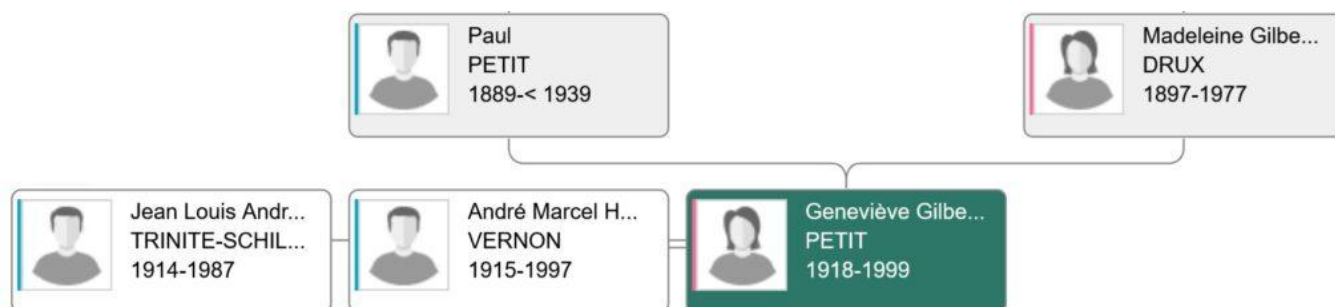 Paul
PETIT
1889-< 1939
Madeleine Gilbe...
DRUX
1897-1977
Jean Louis Andr...
TRINITE-SCHIL...
1914-1987
André Marcel H...
VERNON
1915-1997
Geneviève Gilbe...
PETIT
1918-1999